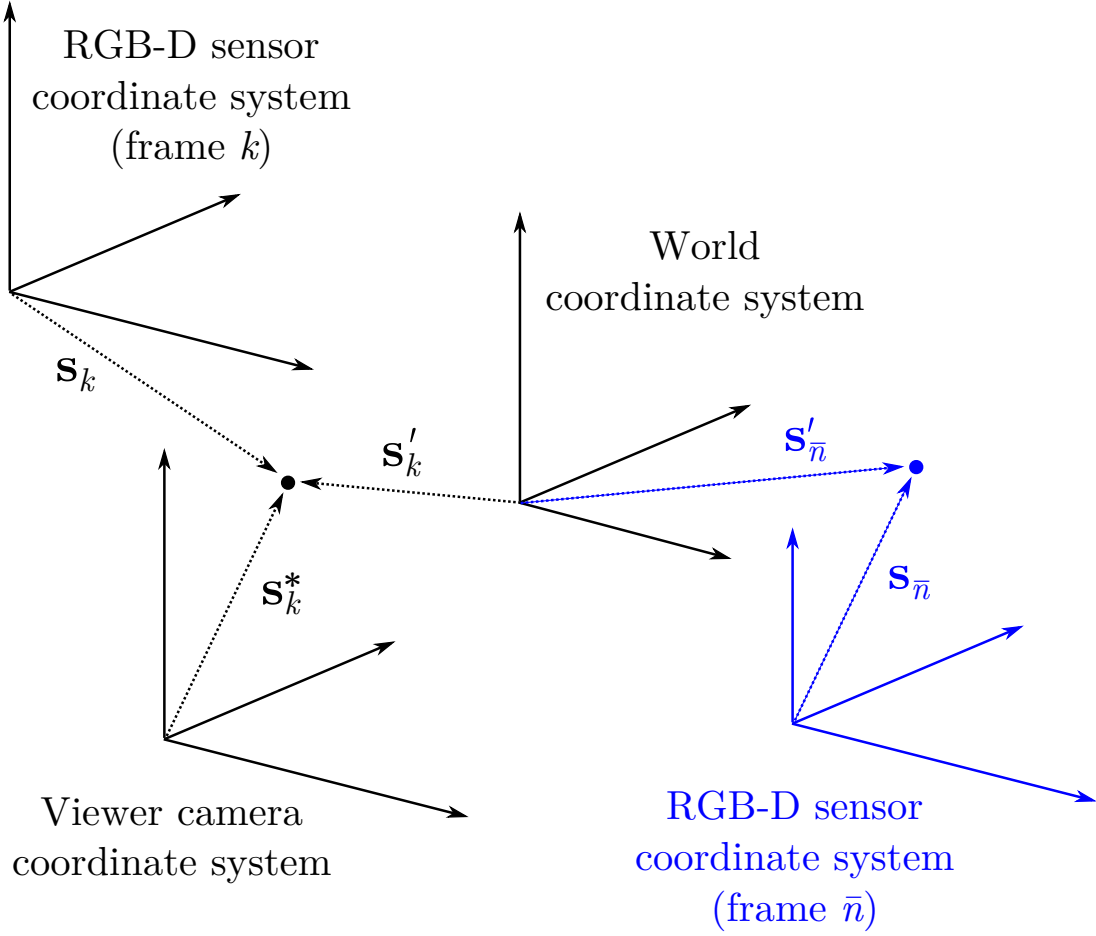 RGB-D sensor
coordinate system
(frame k)
World
coordinate system
s_k
s'_k
s'_n̄
s*_k
s_n̄
Viewer camera
coordinate system
RGB-D sensor
coordinate system
(frame n̄)